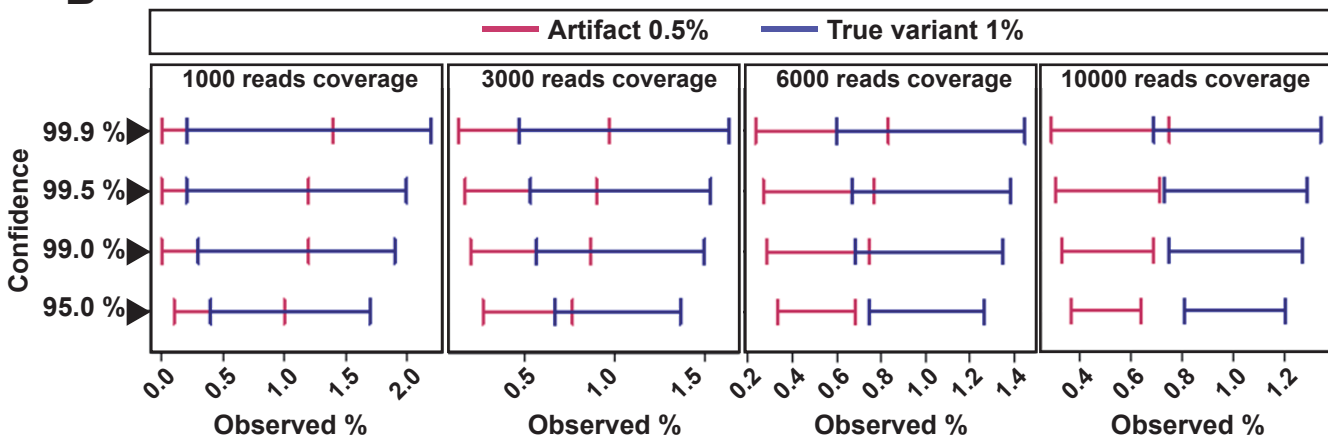 Artifact 0.5% True variant 1%
1000 reads coverage 3000 reads coverage 6000 reads coverage 10000 reads coverage
Confidence
99.9 %
99.5 %
99.0 %
95.0 %
0.0 0.5 1.0 1.5 2.0 0.5 1.0 1.5 0.2 0.4 0.6 0.8 1.0 1.2 1.4 0.4 0.6 0.8 1.0 1.2
Observed % Observed % Observed % Observed %